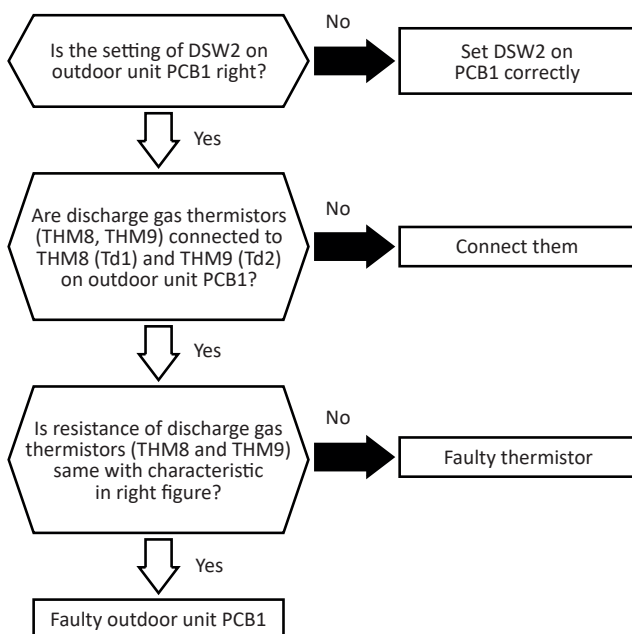 Is the setting of DSW2 on
outdoor unit PCB1 right?
No
Set DSW2 on
PCB1 correctly
Yes
Are discharge gas thermistors
(THM8, THM9) connected to
THM8 (Td1) and THM9 (Td2)
on outdoor unit PCB1?
No
Connect them
Yes
Is resistance of discharge gas
thermistors (THM8 and THM9)
same with characteristic
in right figure?
No
Faulty thermistor
Yes
Faulty outdoor unit PCB1